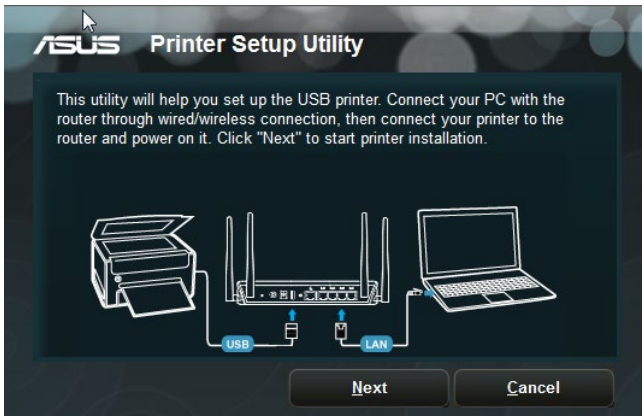 ASUS Printer Setup Utility
This utility will help you set up the USB printer. Connect your PC with the
router through wired/wireless connection, then connect your printer to the
router and power on it. Click "Next" to start printer installation.
USB
LAN
Next
Cancel